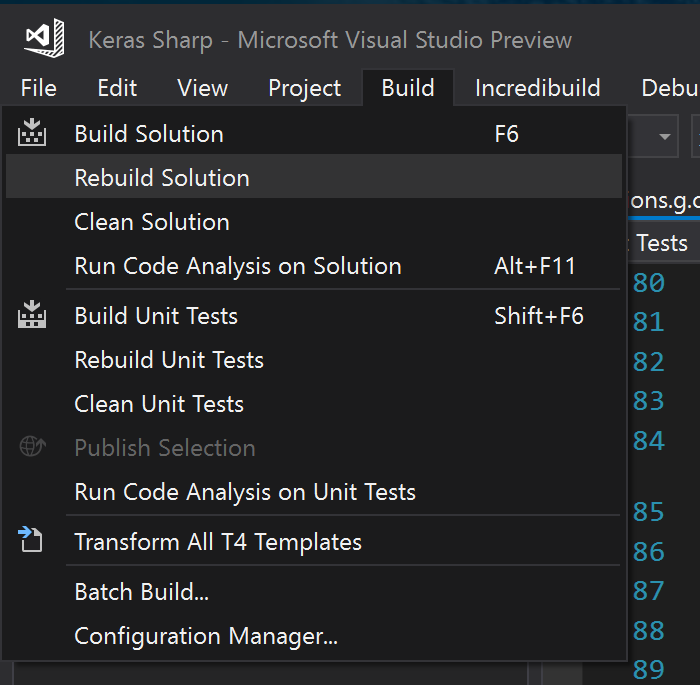 Keras Sharp - Microsoft Visual Studio Preview
File Edit View Project Build Incredibuild Debu
Build Solution F6
Rebuild Solution
Clean Solution
ons.g.c
Run Code Analysis on Solution Alt+F11
Tests
80
Build Unit Tests Shift+F6
81
Rebuild Unit Tests
82
Clean Unit Tests
83
Publish Selection
84
Run Code Analysis on Unit Tests
85
Transform All T4 Templates
86
Batch Build...
87
Configuration Manager...
88
89